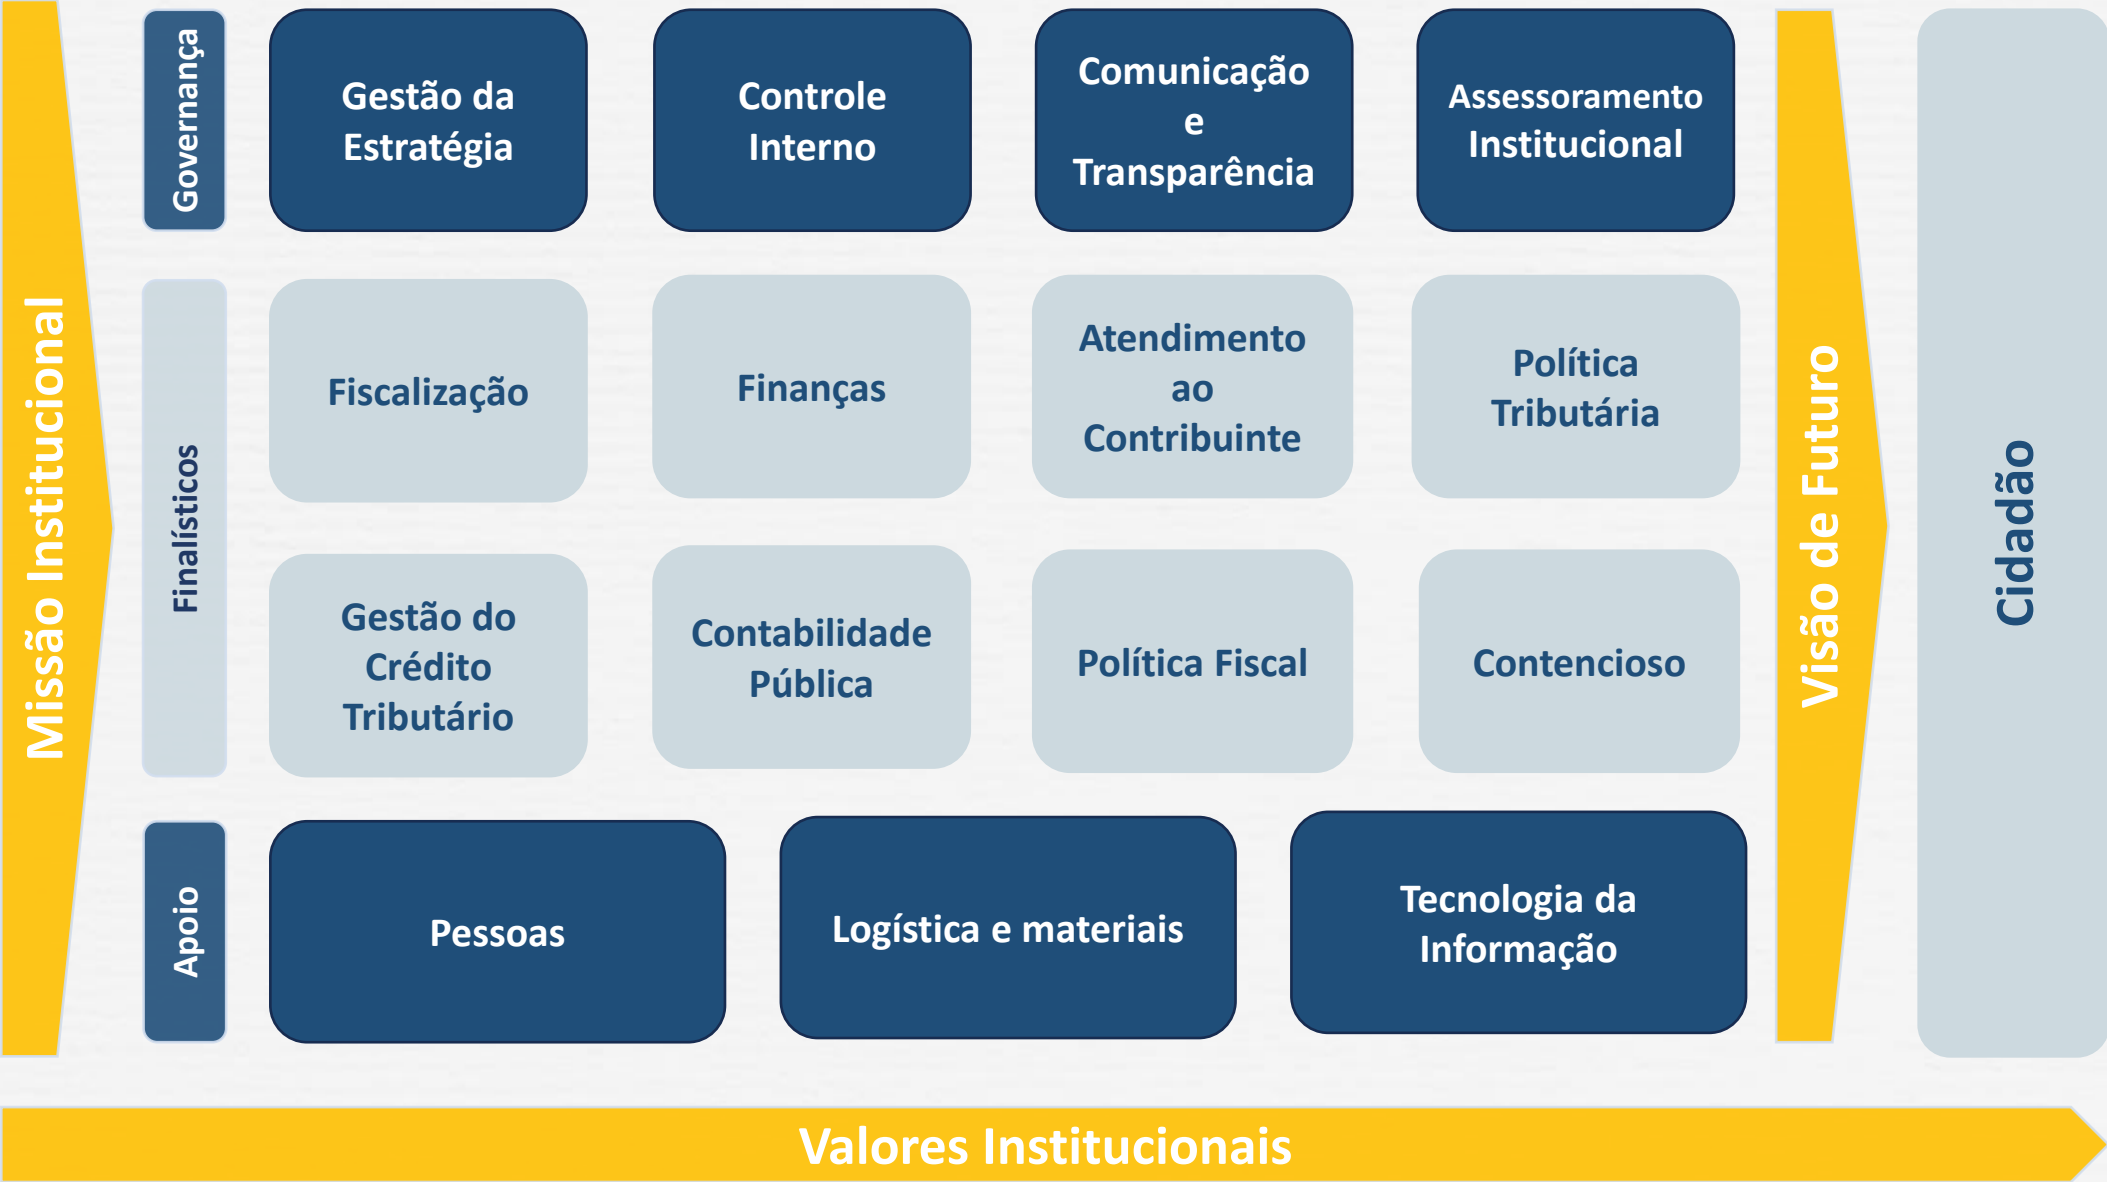 Missão Institucional
Governança
Gestão da
Estratégia
Controle
Interno
Comunicação
e
Transparência
Assessoramento
Institucional
Finalísticos
Fiscalização
Finanças
Atendimento
ao
Contribuinte
Política
Tributária
Gestão do
Crédito
Tributário
Contabilidade
Pública
Política Fiscal
Contencioso
Apoio
Pessoas
Logística e materiais
Tecnologia da
Informação
Visão de Futuro
Cidadão
Valores Institucionais